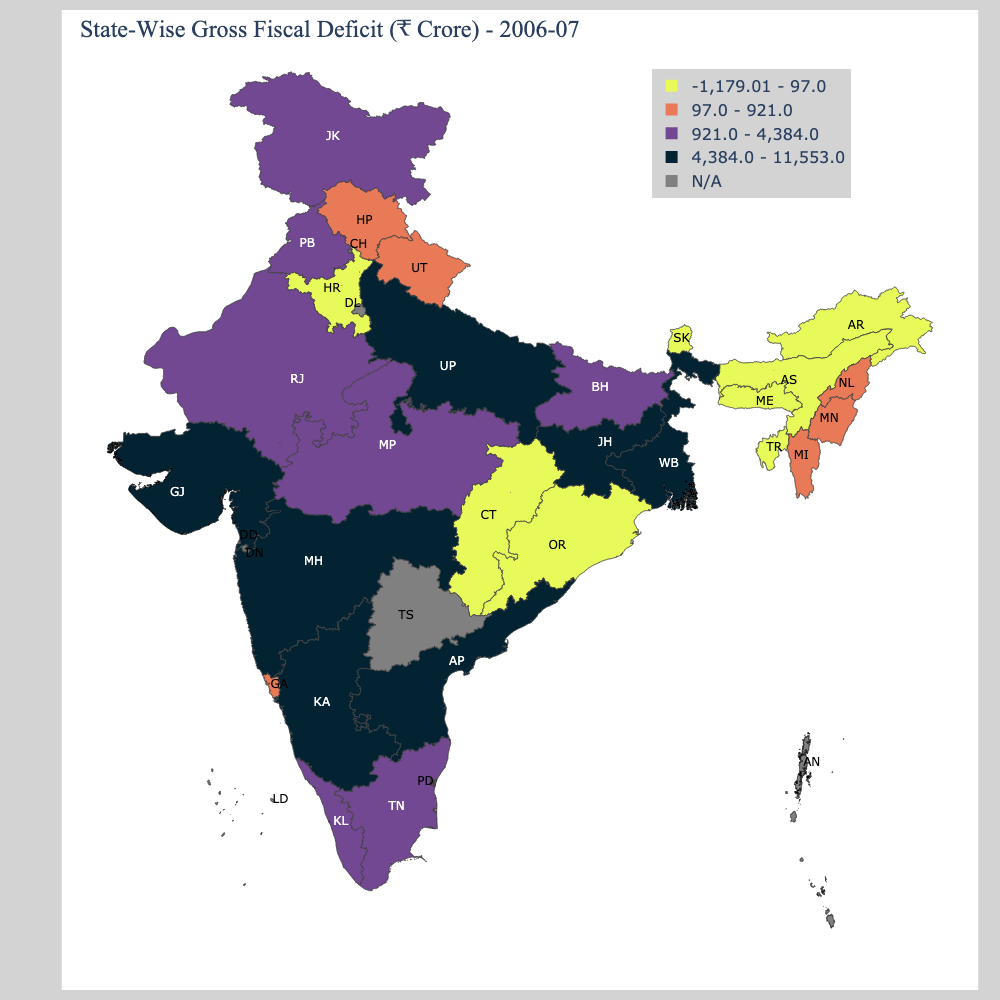 State-Wise Gross Fiscal Deficit (₹ Crore) - 2006-07
-1,179.01 - 97.0
97.0 - 921.0
921.0 - 4,384.0
4,384.0 - 11,553.0
N/A
JK
HP
CH
PB
UT
HR
DL
AR
SK
UP
RJ
BH
AS
NL
ME
MN
MP
JH
TR
MI
WB
GJ
CT
DD
DN
OR
MH
TS
AP
GA
KA
AN
PD
LD
TN
KL